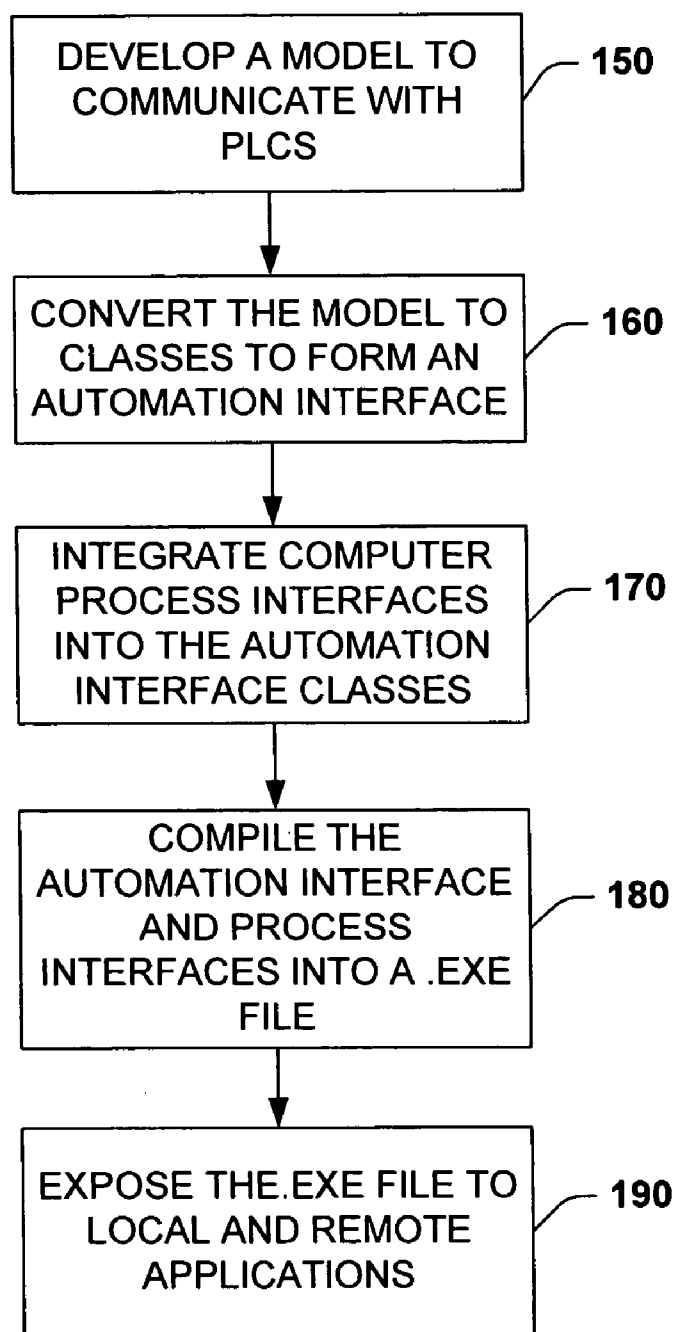 DEVELOP A MODEL TO
COMMUNICATE WITH
PLCS
150
CONVERT THE MODEL TO
CLASSES TO FORM AN
AUTOMATION INTERFACE
160
INTEGRATE COMPUTER
PROCESS INTERFACES
INTO THE AUTOMATION
INTERFACE CLASSES
170
COMPILE THE
AUTOMATION INTERFACE
AND PROCESS
INTERFACES INTO A .EXE
FILE
180
EXPOSE THE.EXE FILE TO
LOCAL AND REMOTE
APPLICATIONS
190